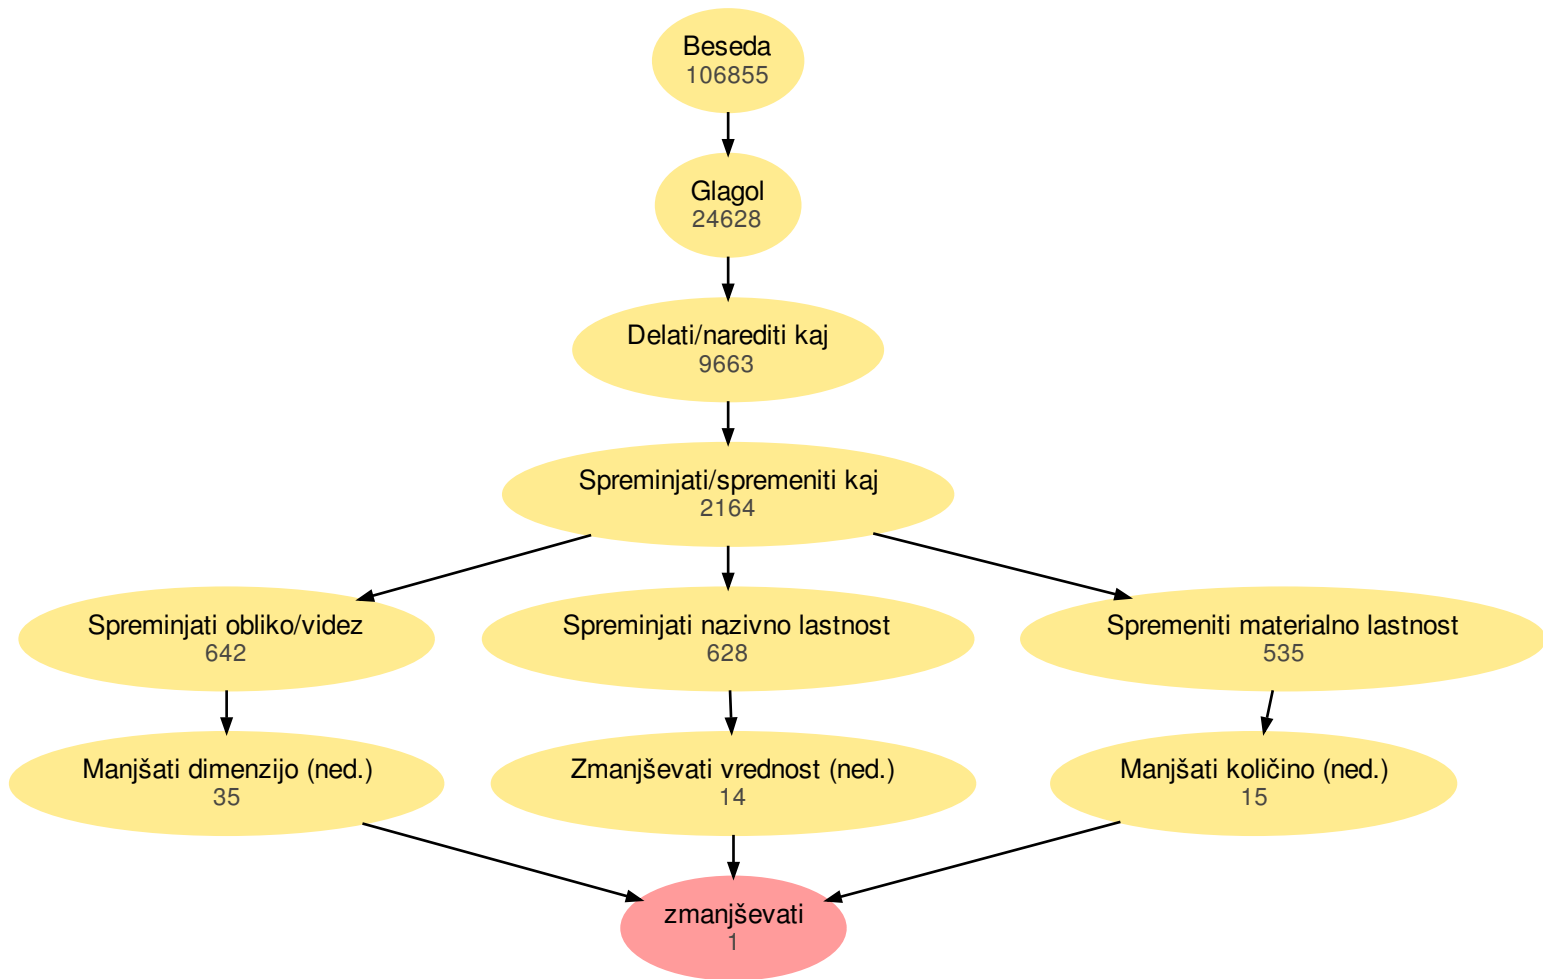 Beseda
106855
Glagol
24628
Delati/narediti kaj
9663
Spreminjati/spremeniti kaj
2164
Spreminjati obliko/videz
642
Spreminjati nazivno lastnost
628
Spremeniti materialno lastnost
535
Manjšati dimenzijo (ned.)
35
Zmanjševati vrednost (ned.)
14
Manjšati količino (ned.)
15
zmanjševati
1